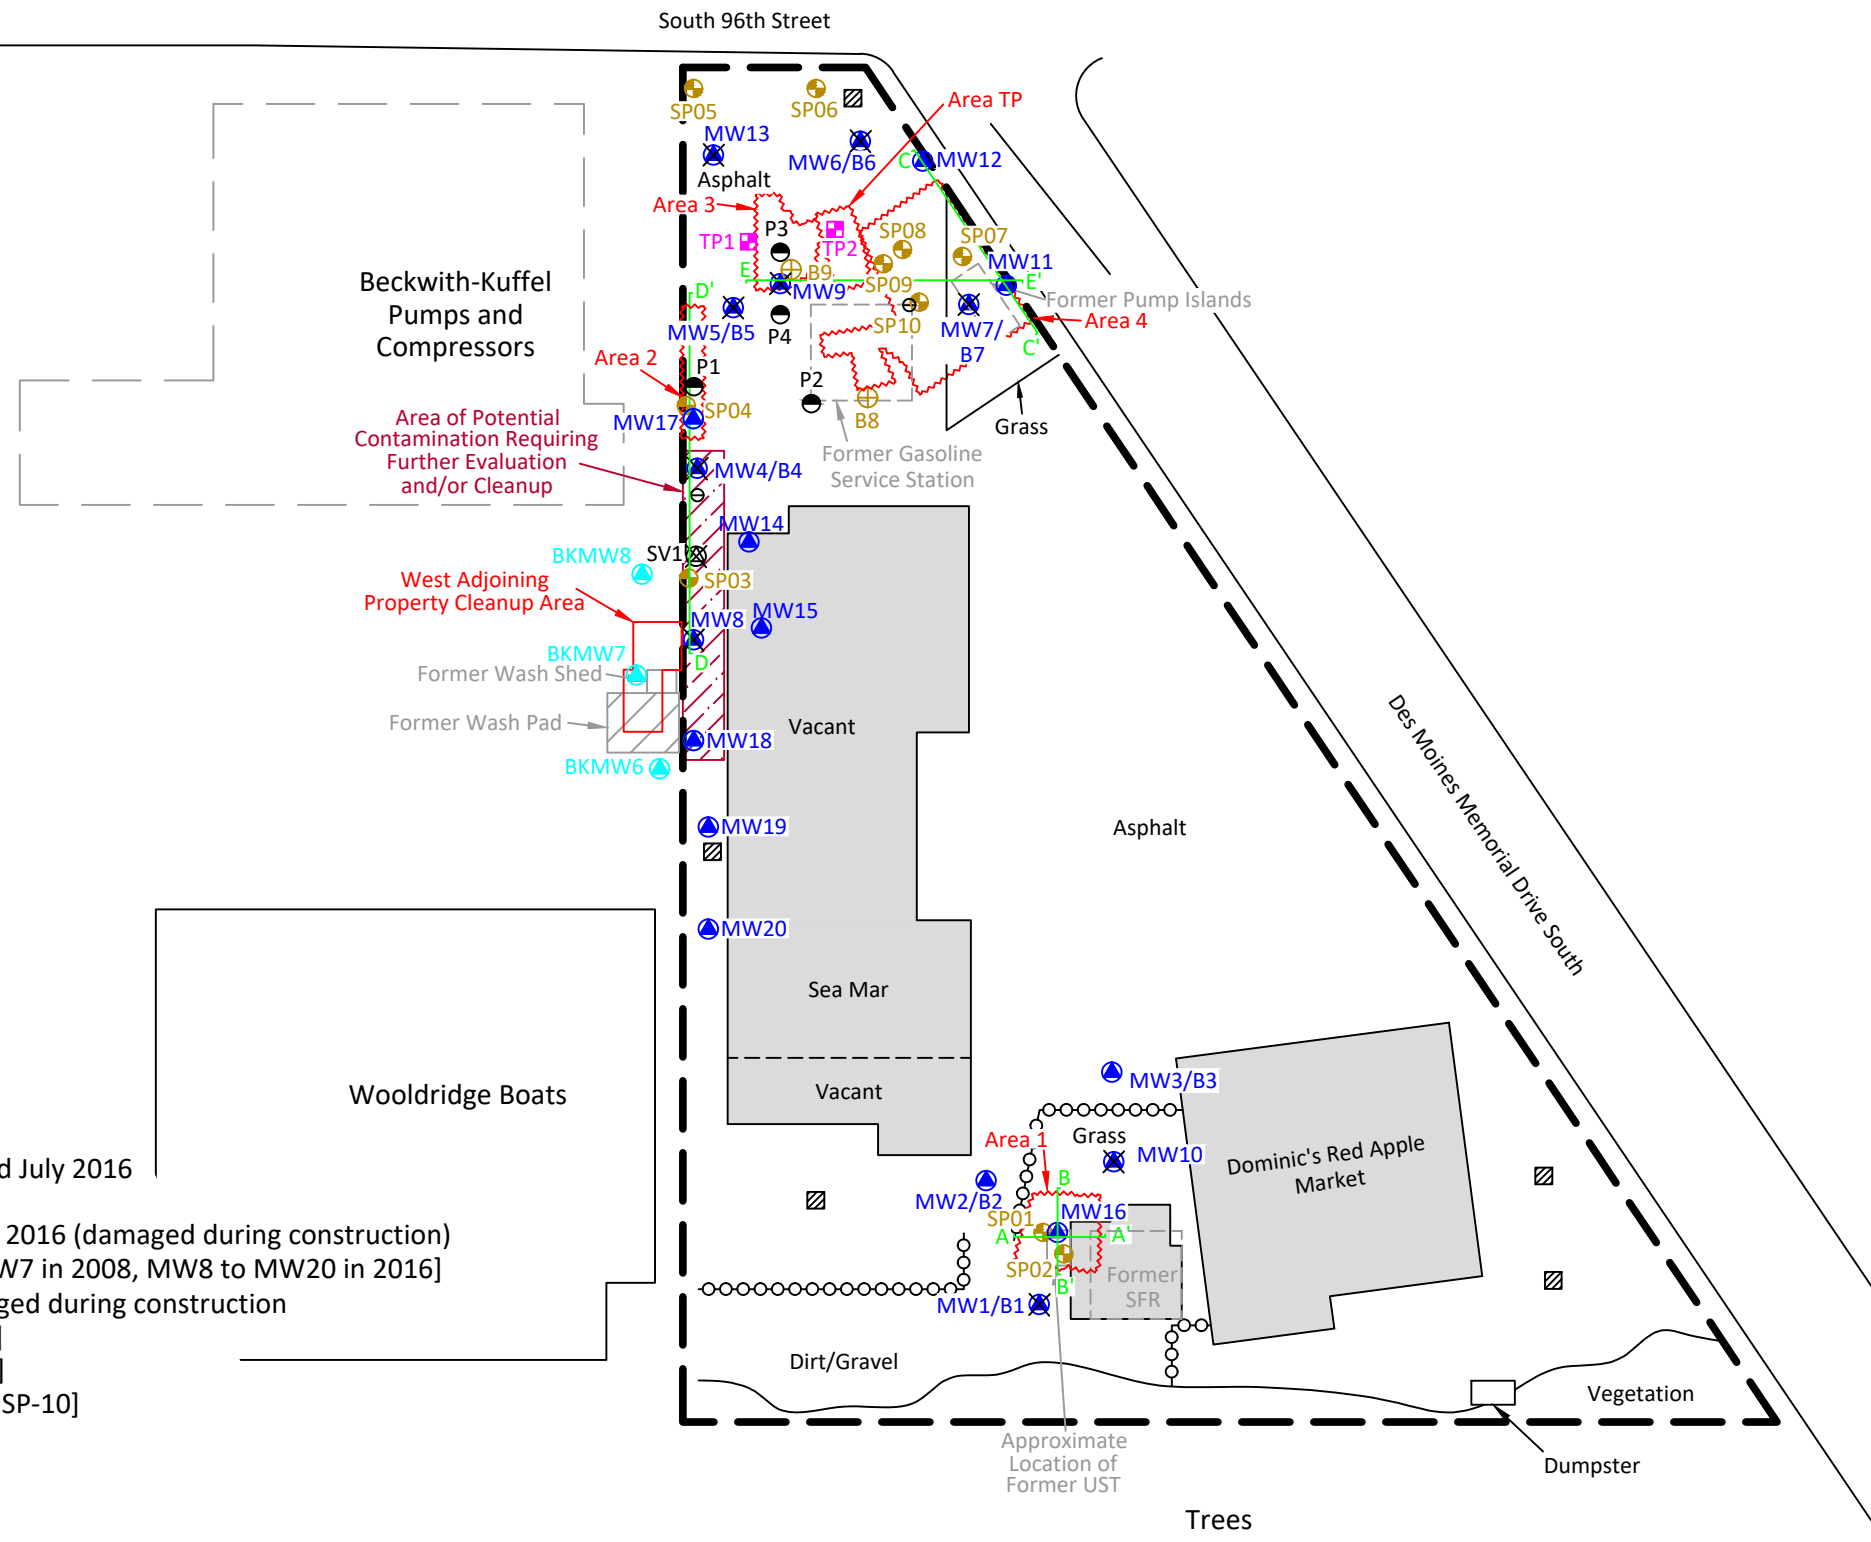 South 96th Street
SP05
SP06
Area TP
MW13
MW6/B6
C
MW12
Asphalt
Area 3
P3
TP1
TP2
SP08
SP07
MW11
E
B9
SP09
E'
MW9
Former Pump Islands
D'
MW5/B5
P4
SP10
MW7/
B7
Area 4
C'
Beckwith-Kuffel
Pumps and
Compressors
Area 2
P1
P2
SP04
MW17
B8
Grass
Area of Potential
Contamination Requiring
Further Evaluation
and/or Cleanup
MW4/B4
Former Gasoline
Service Station
MW14
SV1
BKMW8
SP03
West Adjoining
Property Cleanup Area
MW8
MW15
BKMW7
D
Former Wash Shed
Former Wash Pad
Vacant
MW18
BKMW6
Des Moines Memorial Drive South
MW19
Asphalt
MW20
Sea Mar
Wooldridge Boats
Vacant
MW3/B3
Area 1
Grass
MW10
Dominic's Red Apple
Market
d July 2016
B
MW2/B2
SP01
MW16
2016 (damaged during construction)
A
A'
W7 in 2008, MW8 to MW20 in 2016]
SP02
B'
Former
SFR
ged during construction
MW1/B1
]
Dirt/Gravel
]
SP-10]
Vegetation
Approximate
Location of
Former UST
Dumpster
Trees